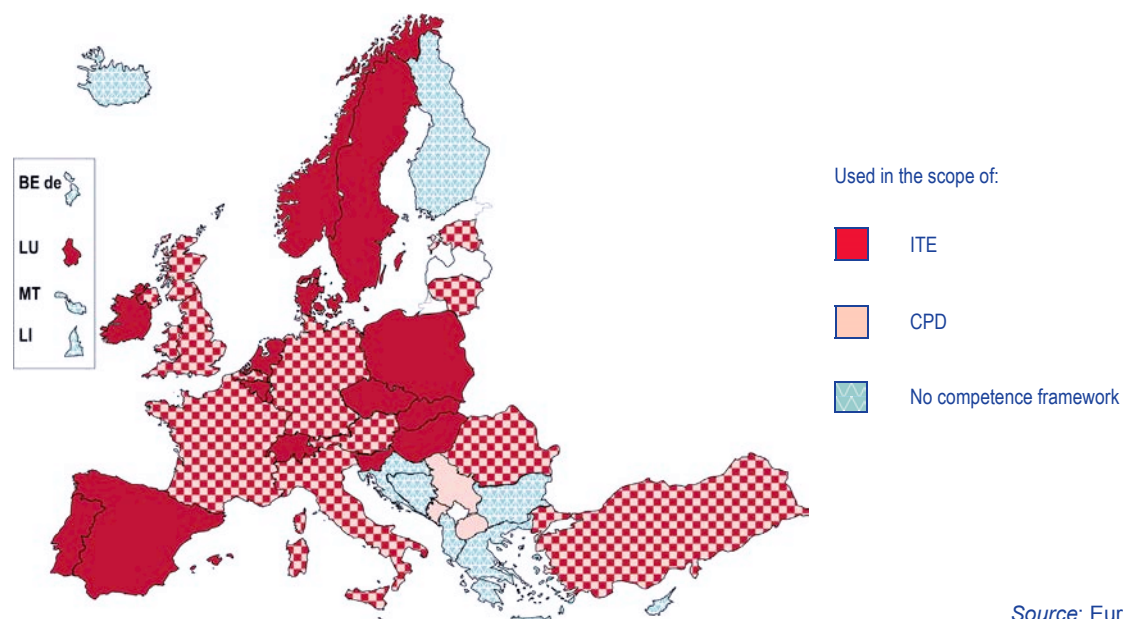 BE de
LU
MT
LI
Used in the scope of:
ITE
CPD
No competence framework
Source: Eur